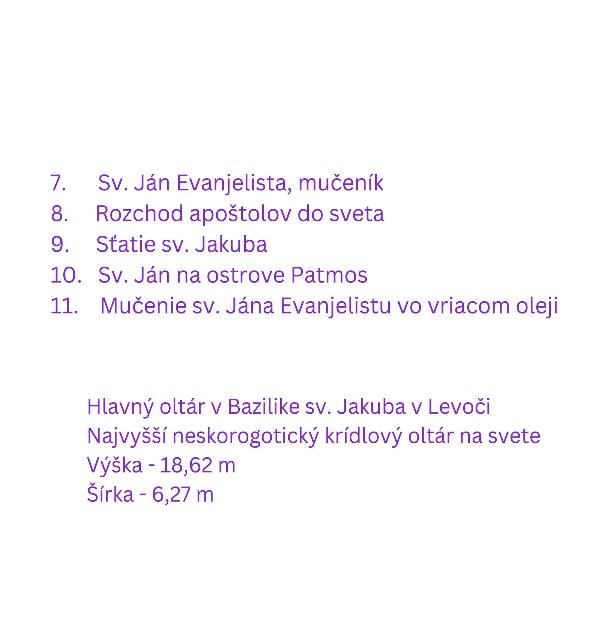 7. Sv. Ján Evanjelista, mučeník
8. Rozchod apoštolov do sveta
9. Sťatie sv. Jakuba
10. Sv. Ján na ostrove Patmos
11. Mučenie sv. Jána Evanjelistu vo vriacom oleji
Hlavný oltár v Bazilike sv. Jakuba v Levoči
Najvyšší neskorogotický krídlový oltár na svete
Výška - 18,62 m
Šírka - 6,27 m